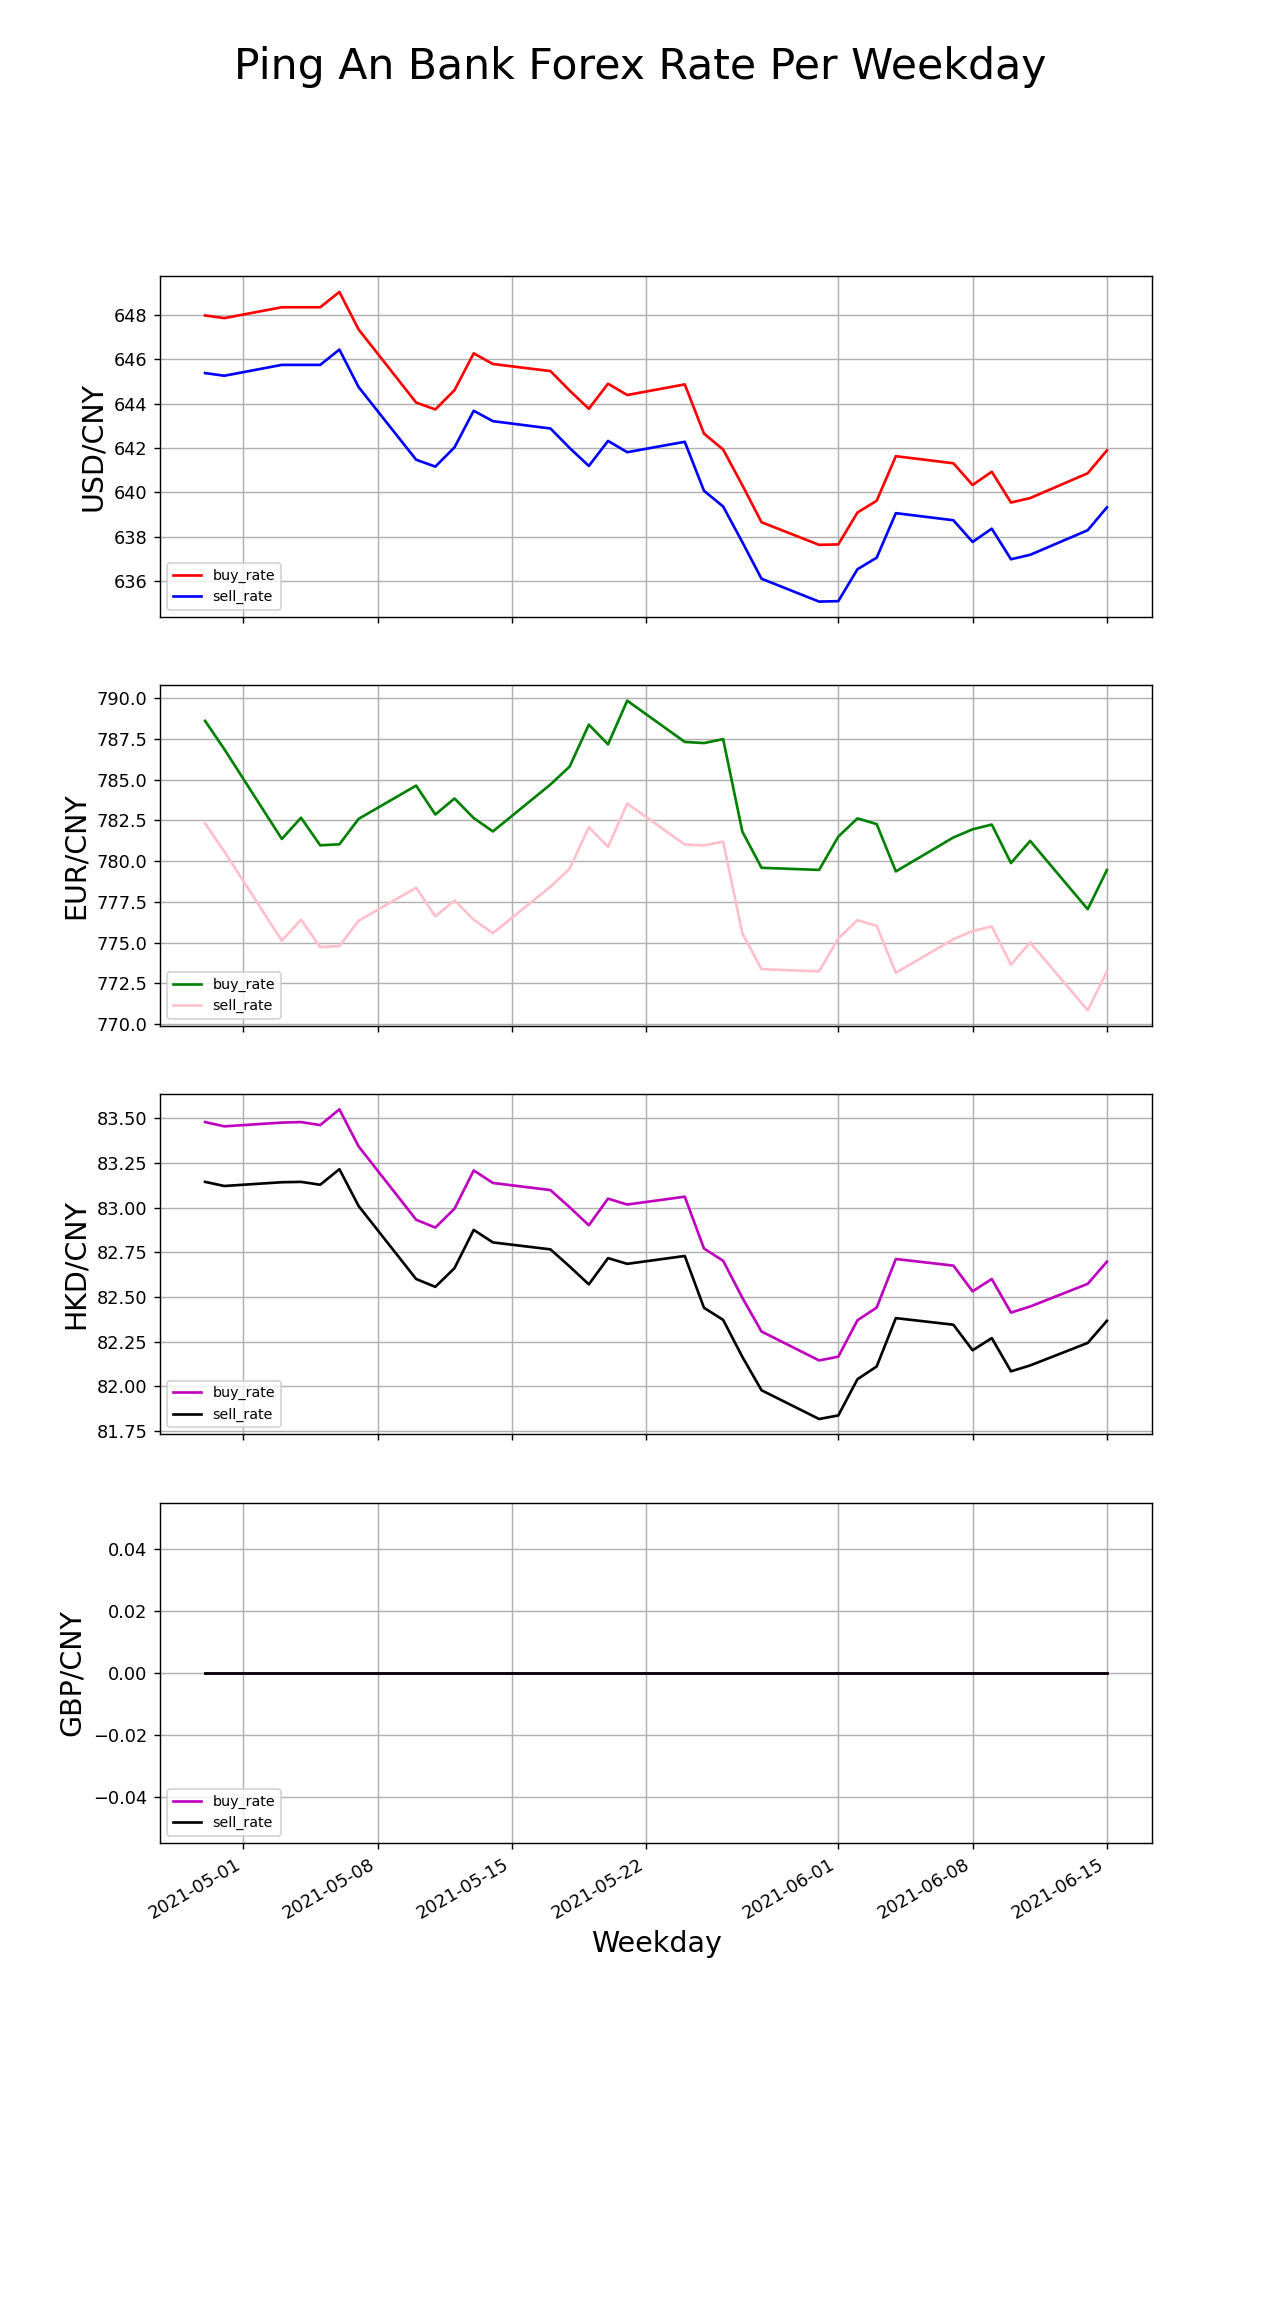 Ping An Bank Forex Rate Per Weekday
648
646
644
642
640
638
636
USD/CNY
buy_rate
sell_rate
790.0
787.5
785.0
782.5
780.0
777.5
775.0
772.5
770.0
EUR/CNY
buy_rate
sell_rate
83.50
83.25
83.00
82.75
82.50
82.25
82.00
81.75
HKD/CNY
buy_rate
sell_rate
0.04
0.02
0.00
−0.02
−0.04
GBP/CNY
buy_rate
sell_rate
2021-05-01
2021-05-08
2021-05-15
2021-05-22
2021-06-01
2021-06-08
2021-06-15
Weekday